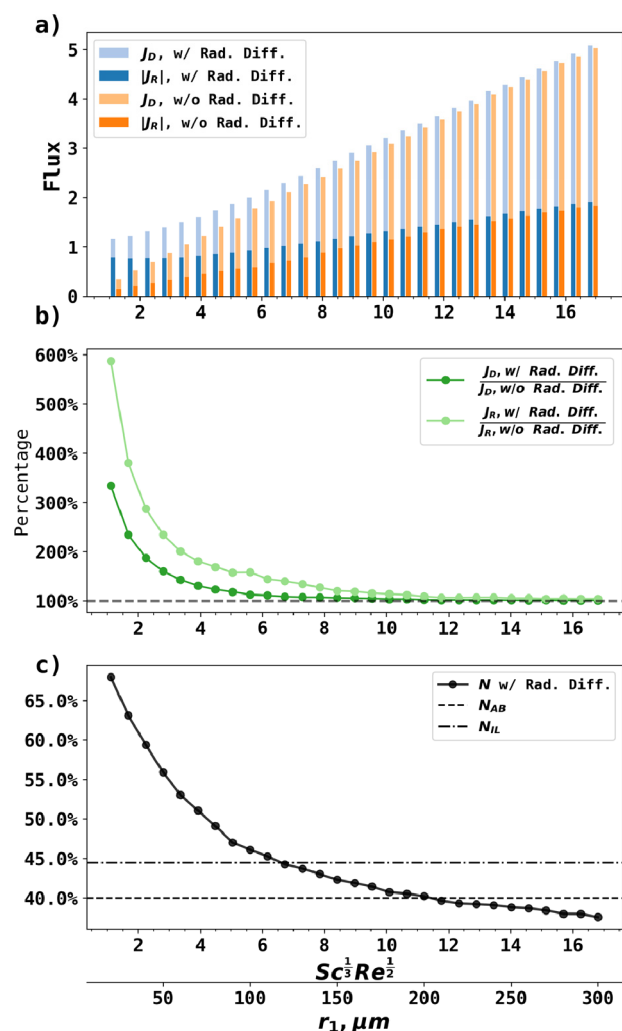 a)
Flux
5
4
3
2
1
0
J_D, w/ Rad. Diff.
|J_R|, w/ Rad. Diff.
J_D, w/o Rad. Diff.
|J_R|, w/o Rad. Diff.
2 4 6 8 10 12 14 16
b)
Percentage
600%
500%
400%
300%
200%
100%
J_D, w/ Rad. Diff.
J_D, w/o Rad. Diff.
J_R, w/ Rad. Diff.
J_R, w/o Rad. Diff.
2 4 6 8 10 12 14 16
c)
65.0%
60.0%
55.0%
50.0%
45.0%
40.0%
N w/ Rad. Diff.
N_AB
N_IL
2 4 6 8 10 12 14 16
Sc^{1/3}Re^{1/2}
50 100 150 200 250 300
r_1, μm